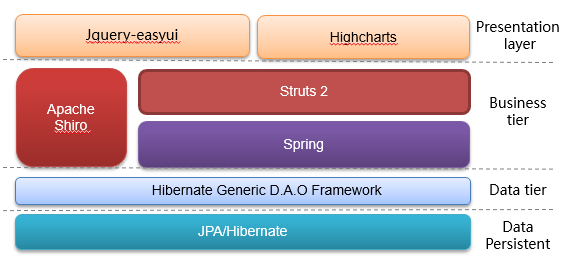 Jquery-easyui
Highcharts
Presentation
layer
Apache
Shiro
Struts 2
Spring
Business
tier
Hibernate Generic D.A.O Framework
Data tier
JPA/Hibernate
Data
Persistent